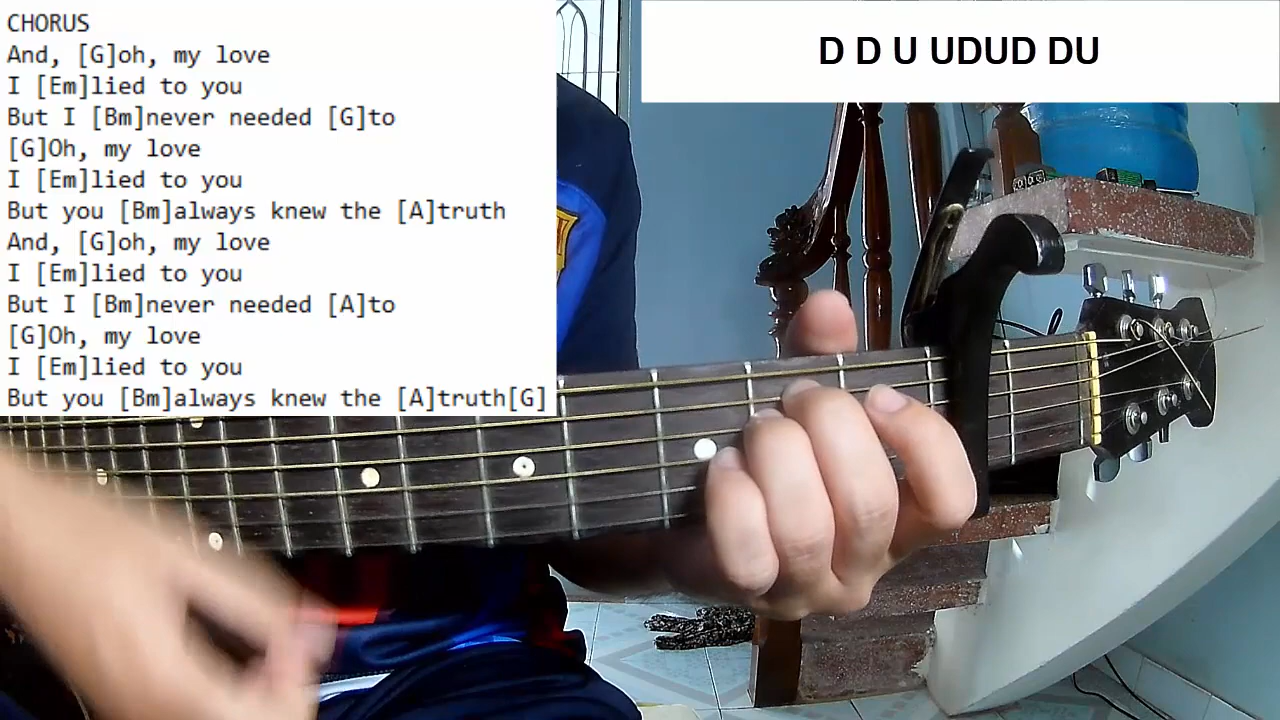 CHORUS
And, [G]oh, my love
I [Em]lied to you
But I [Bm]never needed [G]to
[G]Oh, my love
I [Em]lied to you
But you [Bm]always knew the [A]truth
And, [G]oh, my love
I [Em]lied to you
But I [Bm]never needed [A]to
[G]Oh, my love
I [Em]lied to you
But you [Bm]always knew the [A]truth[G]
D D U UDUD DU